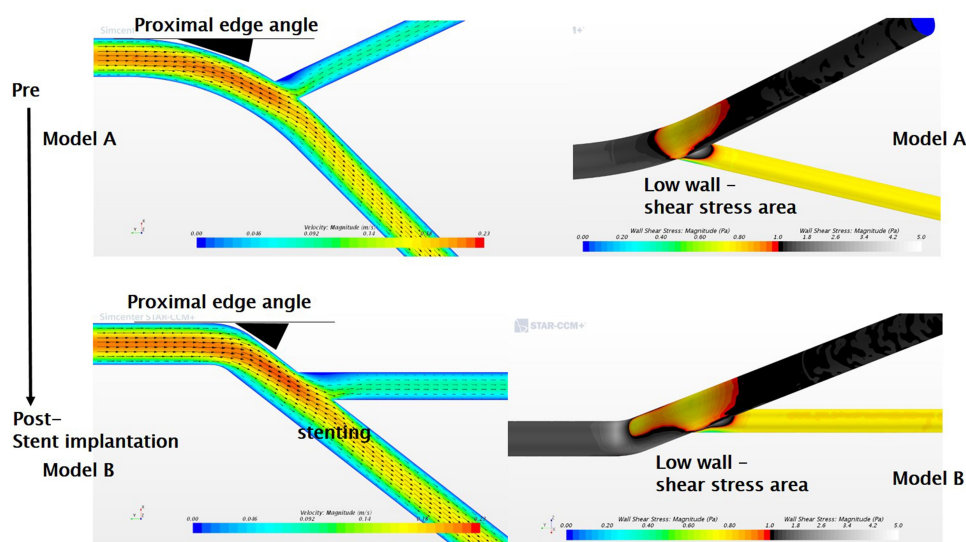 Simcenter
Proximal edge angle
Pre
Model A
Velocity: Magnitude (m/s)
0.00 0.046 0.092 0.14 0.23
Model A
Low wall –
shear stress area
Wall Shear Stress: Magnitude (Pa) Wall Shear Stress: Magnitude (Pa)
0.00 0.20 0.40 0.60 0.80 1.0 1.8 2.6 3.4 4.2 5.0
Proximal edge angle
Simcenter STAR-CCM+
Post–
Stent implantation
Model B
stenting
Velocity: Magnitude (m/s)
0.00 0.046 0.092 0.14
STAR-CCM+
Low wall –
shear stress area
Model B
Wall Shear Stress: Magnitude (Pa) Wall Shear Stress: Magnitude (Pa)
0.00 0.20 0.40 0.60 0.80 1.0 1.8 2.6 3.4 4.2 5.0